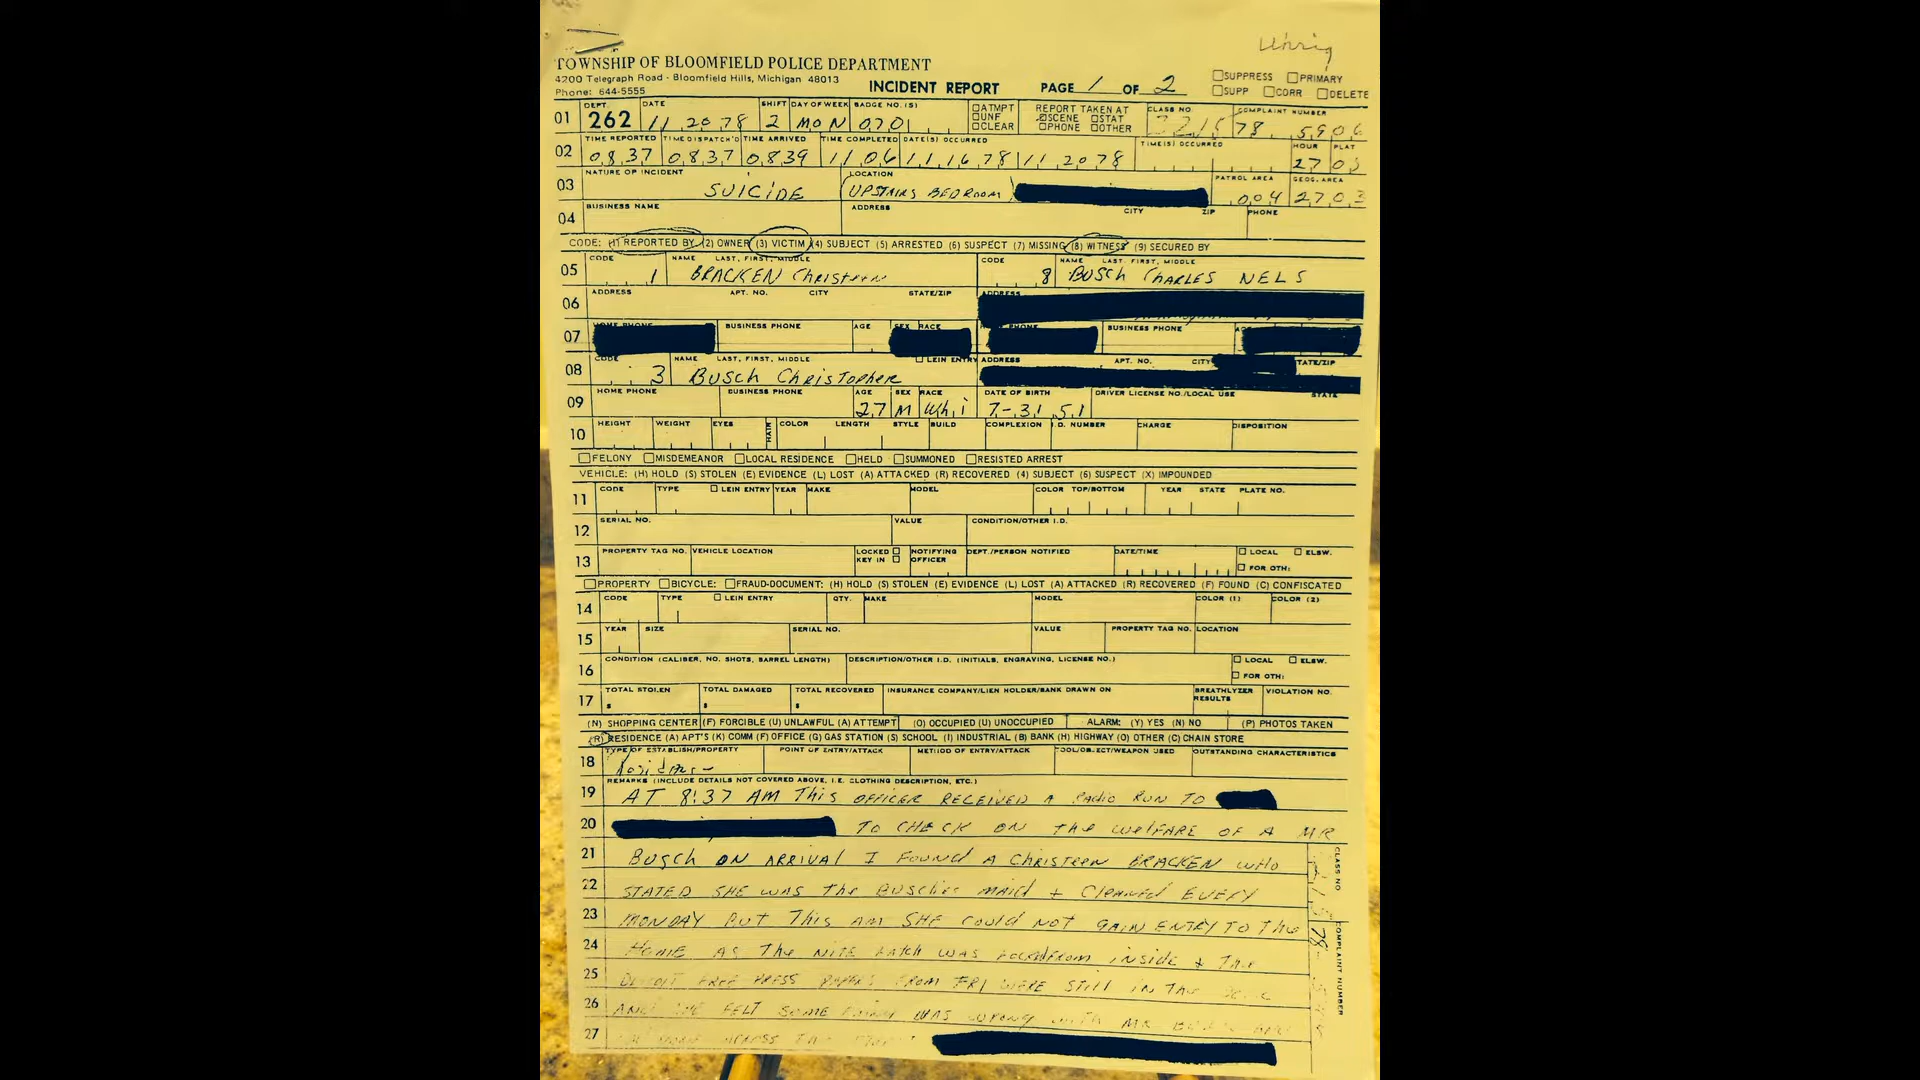 Uhrig
TOWNSHIP OF BLOOMFIELD POLICE DEPARTMENT
4200 Telegraph Road - Bloomfield Hills, Michigan 48013
Phone: 644-5555
INCIDENT REPORT PAGE 1 OF 2
SUPPRESS PRIMARY
SUPP CORR DELETE
DEPT. DATE SHIFT DAY OF WEEK BADGE NO.(S) ATMPT UNF CLEAR REPORT TAKEN AT SCENE STAT PHONE OTHER CLASS NO. COMPLAINT NUMBER
01 262 11 20 78 2 MON 0701 78 5906
TIME REPORTED TIME DISPATCH'D TIME ARRIVED TIME COMPLETED DATE(S) OCCURRED TIME(S) OCCURRED HOUR PLAT
02 0837 0837 0839 1106 11 16 78 11 20 78 2703
NATURE OF INCIDENT LOCATION PATROL AREA GEOG. AREA
03 SUICIDE UPSTAIRS BEDROOM 004 2703
BUSINESS NAME ADDRESS CITY ZIP PHONE
04
CODE: (1) REPORTED BY (2) OWNER (3) VICTIM (4) SUBJECT (5) ARRESTED (6) SUSPECT (7) MISSING (8) WITNESS (9) SECURED BY
CODE NAME LAST, FIRST, MIDDLE CODE NAME LAST, FIRST, MIDDLE
05 1 BRACKEN Christeen 8 BUSCH CHARLES NELS
ADDRESS APT. NO. CITY STATE/ZIP ADDRESS
06
07 BUSINESS PHONE AGE SEX RACE BUSINESS PHONE
CODE NAME LAST, FIRST, MIDDLE LEIN ENTRY ADDRESS APT. NO. CITY STATE/ZIP
08 3 BUSCH ChrisTopher
HOME PHONE BUSINESS PHONE AGE SEX RACE DATE OF BIRTH DRIVER LICENSE NO./LOCAL USE STATE
09 27 M Whi 7-31 51
HEIGHT WEIGHT EYES HAIR COLOR LENGTH STYLE BUILD COMPLEXION I.D. NUMBER CHARGE DISPOSITION
10
FELONY MISDEMEANOR LOCAL RESIDENCE HELD SUMMONED RESISTED ARREST
VEHICLE: (H) HOLD (S) STOLEN (E) EVIDENCE (L) LOST (A) ATTACKED (R) RECOVERED (4) SUBJECT (6) SUSPECT (X) IMPOUNDED
CODE TYPE LEIN ENTRY YEAR MAKE MODEL COLOR TOP/BOTTOM YEAR STATE PLATE NO.
11
SERIAL NO. VALUE CONDITION/OTHER I.D.
12
PROPERTY TAG NO. VEHICLE LOCATION LOCKED KEY IN NOTIFYING OFFICER DEPT./PERSON NOTIFIED DATE/TIME LOCAL ELSW. FOR OTH:
13
PROPERTY BICYCLE: FRAUD-DOCUMENT: (H) HOLD (S) STOLEN (E) EVIDENCE (L) LOST (A) ATTACKED (R) RECOVERED (F) FOUND (C) CONFISCATED
CODE TYPE LEIN ENTRY QTY. MAKE MODEL COLOR (1) COLOR (2)
14
YEAR SIZE SERIAL NO. VALUE PROPERTY TAG NO. LOCATION
15
CONDITION (CALIBER, NO. SHOTS, BARREL LENGTH) DESCRIPTION/OTHER I.D. (INITIALS, ENGRAVING, LICENSE NO.) LOCAL ELSW. FOR OTH:
16
TOTAL STOLEN TOTAL DAMAGED TOTAL RECOVERED INSURANCE COMPANY/LIEN HOLDER/BANK DRAWN ON BREATHLYZER RESULTS VIOLATION NO.
17 $ $ $
(N) SHOPPING CENTER (F) FORCIBLE (U) UNLAWFUL (A) ATTEMPT (O) OCCUPIED (U) UNOCCUPIED ALARM: (Y) YES (N) NO (P) PHOTOS TAKEN
(R) RESIDENCE (A) APT'S (K) COMM (F) OFFICE (G) GAS STATION (S) SCHOOL (I) INDUSTRIAL (B) BANK (H) HIGHWAY (O) OTHER (C) CHAIN STORE
TYPE OF ESTABLISH/PROPERTY POINT OF ENTRY/ATTACK METHOD OF ENTRY/ATTACK TOOL/OBJECT/WEAPON USED OUTSTANDING CHARACTERISTICS
18
REMARKS (INCLUDE DETAILS NOT COVERED ABOVE, I.E. CLOTHING DESCRIPTION, ETC.)
19 AT 8:37 AM This OFFICER RECEIVED A Radio RUN TO
20 TO CHECK ON The WelFARE OF A MR
21 Busch ON ARRIVAL I FOUND A Christeen BRACKEN who
22 STATED SHE WAS The Busches MAID + CLEANED EVERY
23 MONDAY BUT This AM SHE Could NOT GAIN ENTRY TO The
24 HOME AS The NITE LATCH WAS FROM INSIDE + The
25 DETROIT FREE PRESS PAPERS FROM FRI WERE STILL IN THE
26 AND SHE FELT SOME WAS WRONG WITH MR
27 ACROSS THE
CLASS NO
COMPLAINT NUMBER
78